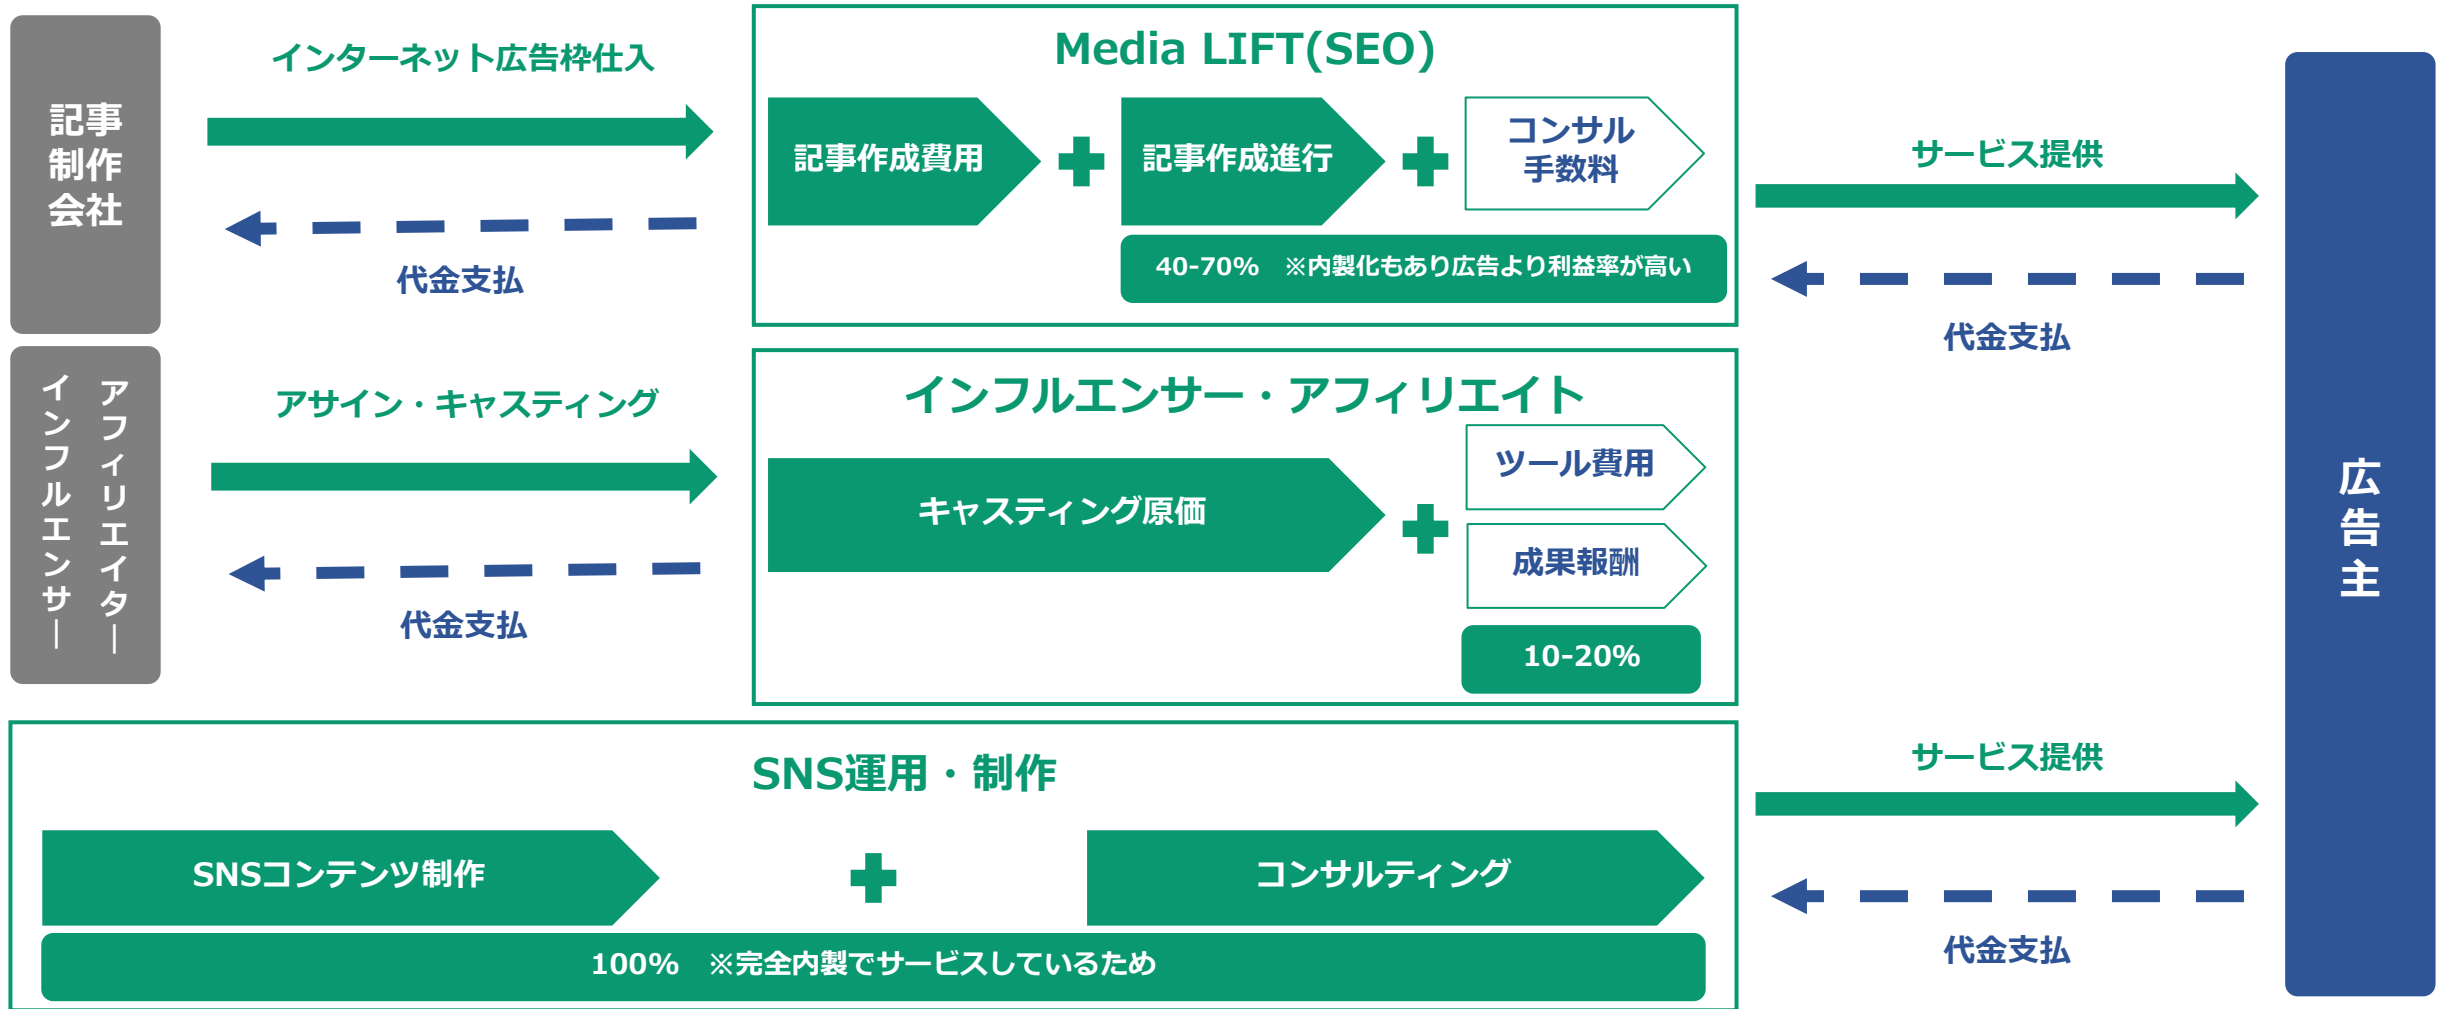 記事
制作
会社
インターネット広告枠仕入
代金支払
Media LIFT(SEO)
記事作成費用
記事作成進行
コンサル
手数料
40-70% ※内製化もあり広告より利益率が高い
サービス提供
代金支払
アフィリエイター
インフルエンサー
アサイン・キャスティング
代金支払
インフルエンサー・アフィリエイト
キャスティング原価
ツール費用
成果報酬
10-20%
広告主
SNS運用・制作
SNSコンテンツ制作
コンサルティング
100% ※完全内製でサービスしているため
サービス提供
代金支払